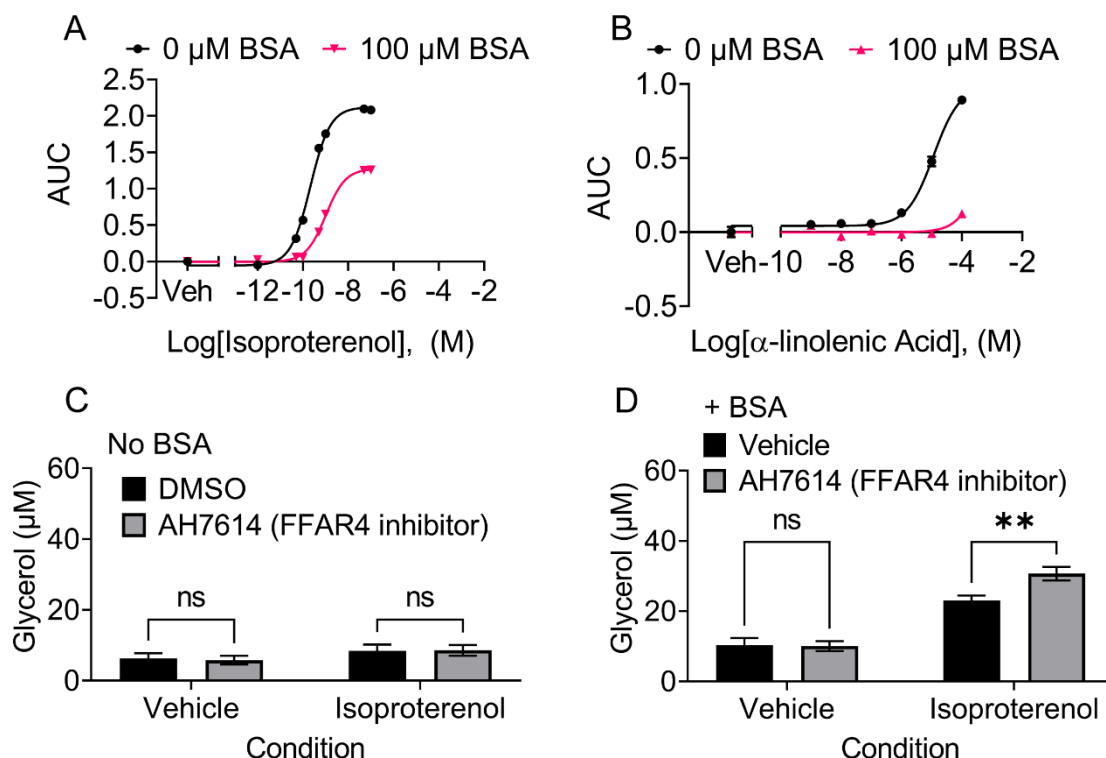 A
0 µM BSA 100 µM BSA
2.5
2.0
1.5
1.0
0.5
0.0
-0.5
AUC
Veh -12 -10 -8 -6 -4 -2
Log[Isoproterenol], (M)
B
0 µM BSA 100 µM BSA
1.0
0.5
0.0
-0.5
AUC
Veh -10 -8 -6 -4 -2
Log[α-linolenic Acid], (M)
C
No BSA
DMSO
AH7614 (FFAR4 inhibitor)
60
40
20
0
Glycerol (µM)
ns ns
Vehicle Isoproterenol
Condition
D
+ BSA
Vehicle
AH7614 (FFAR4 inhibitor)
60
40
20
0
Glycerol (µM)
ns **
Vehicle Isoproterenol
Condition